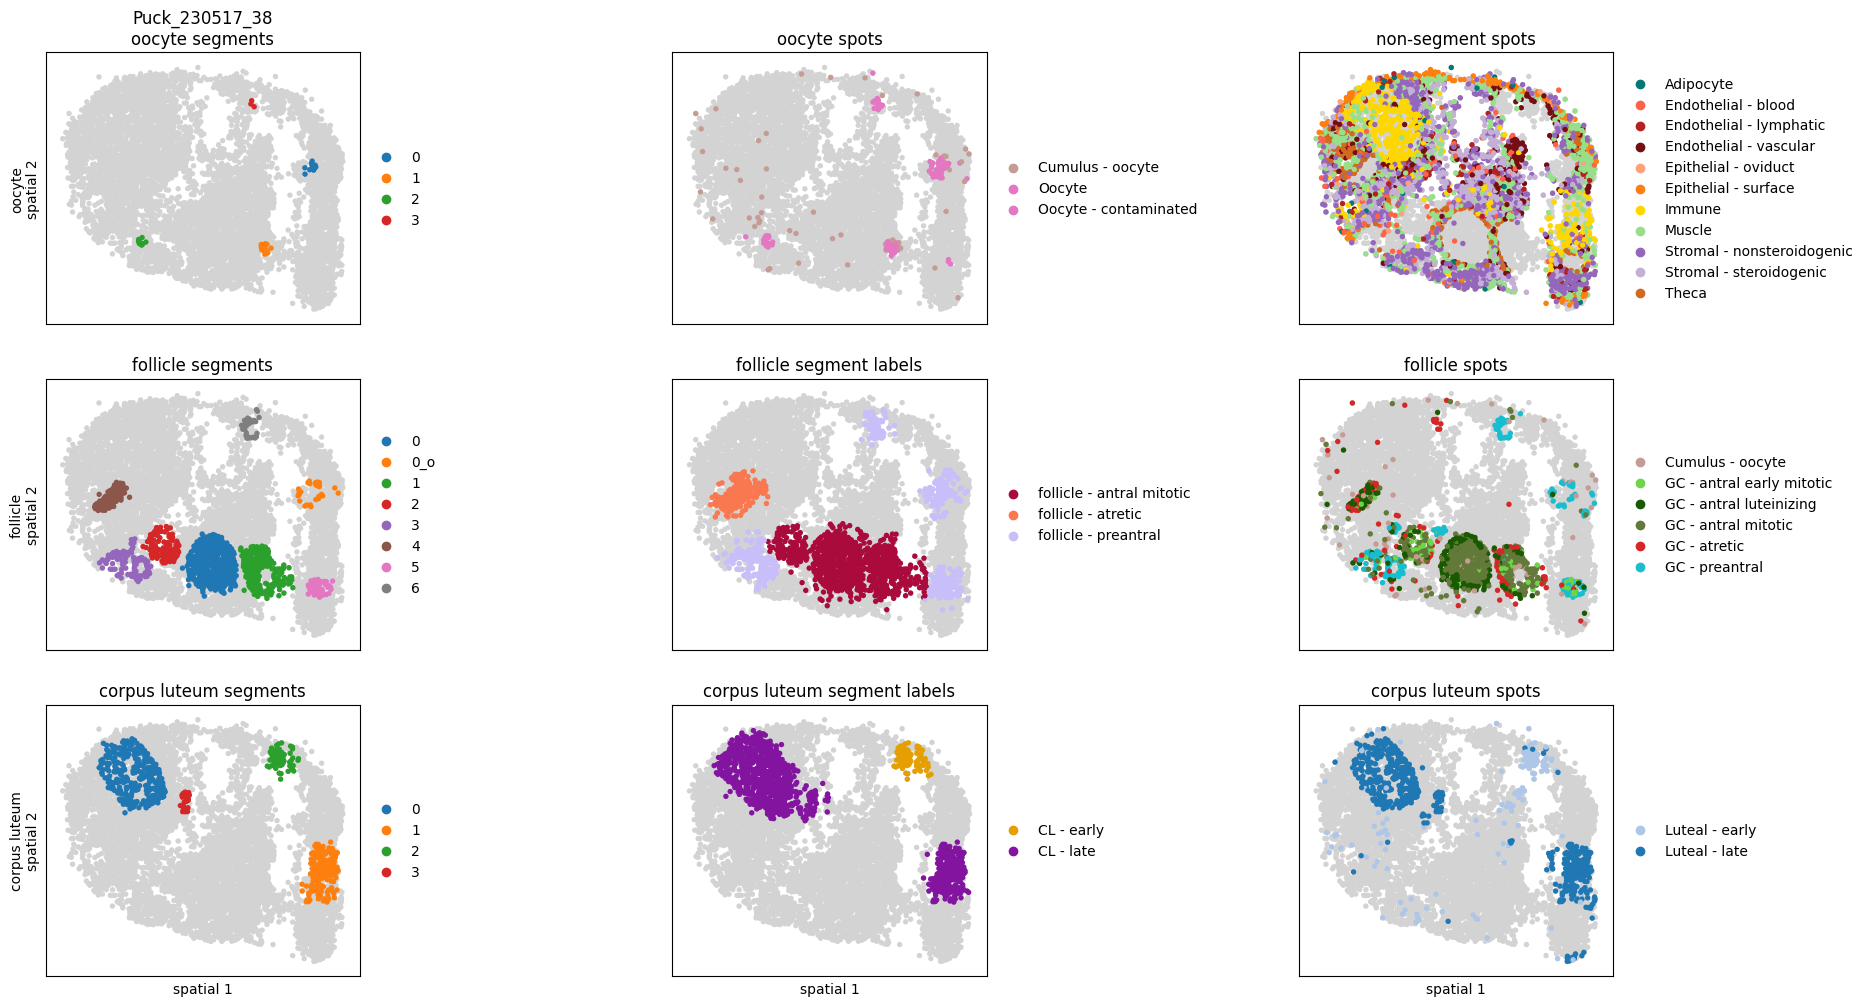 Puck_230517_38
oocyte segments
oocyte spots
non-segment spots
oocyte
spatial 2
0
1
2
3
Cumulus - oocyte
Oocyte
Oocyte - contaminated
Adipocyte
Endothelial - blood
Endothelial - lymphatic
Endothelial - vascular
Epithelial - oviduct
Epithelial - surface
Immune
Muscle
Stromal - nonsteroidogenic
Stromal - steroidogenic
Theca
follicle segments
follicle segment labels
follicle spots
follicle
spatial 2
0
0_o
1
2
3
4
5
6
follicle - antral mitotic
follicle - atretic
follicle - preantral
Cumulus - oocyte
GC - antral early mitotic
GC - antral luteinizing
GC - antral mitotic
GC - atretic
GC - preantral
corpus luteum segments
corpus luteum segment labels
corpus luteum spots
corpus luteum
spatial 2
0
1
2
3
CL - early
CL - late
Luteal - early
Luteal - late
spatial 1
spatial 1
spatial 1